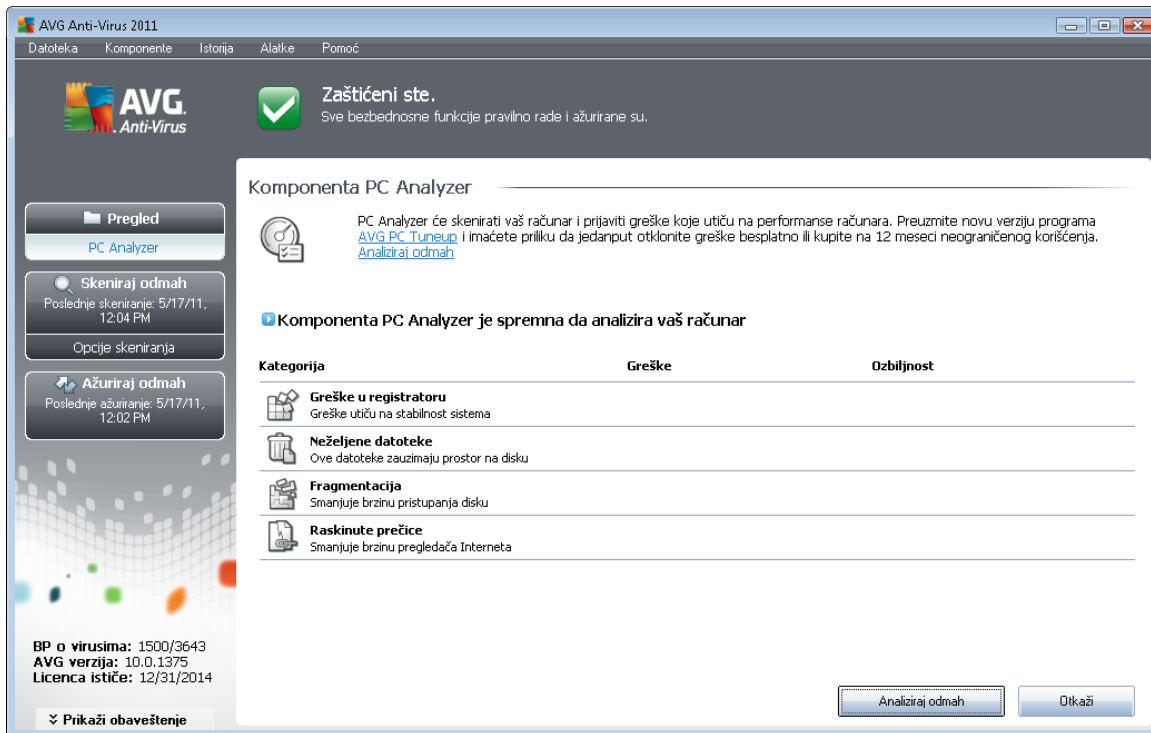 AVG Anti-Virus 2011
Datoteka Komponente Istorija Alatke Pomoć
AVG.
Anti-Virus
Zaštićeni ste.
Sve bezbednosne funkcije pravilno rade i ažurirane su.
Pregled
PC Analyzer
Skeniraj odmah
Poslednje skeniranje: 5/17/11,
12:04 PM
Opcije skeniranja
Ažuriraj odmah
Poslednje ažuriranje: 5/17/11,
12:02 PM
BP o virusima: 1500/3643
AVG verzija: 10.0.1375
Licenca ističe: 12/31/2014
Prikaži obaveštenje
Komponenta PC Analyzer
PC Analyzer će skenirati vaš računar i prijaviti greške koje utiču na performanse računara. Preuzmite novu verziju programa
AVG PC Tuneup i imaćete priliku da jedanput otklonite greške besplatno ili kupite na 12 meseci neograničenog korišćenja.
Analiziraj odmah
Komponenta PC Analyzer je spremna da analizira vaš računar
Kategorija Greške Ozbiljnost
Greške u registratoru
Greške utiču na stabilnost sistema
Neželjene datoteke
Ove datoteke zauzimaju prostor na disku
Fragmentacija
Smanjuje brzinu pristupanja disku
Raskinute prečice
Smanjuje brzinu pregledača Interneta
Analiziraj odmah Otkaži